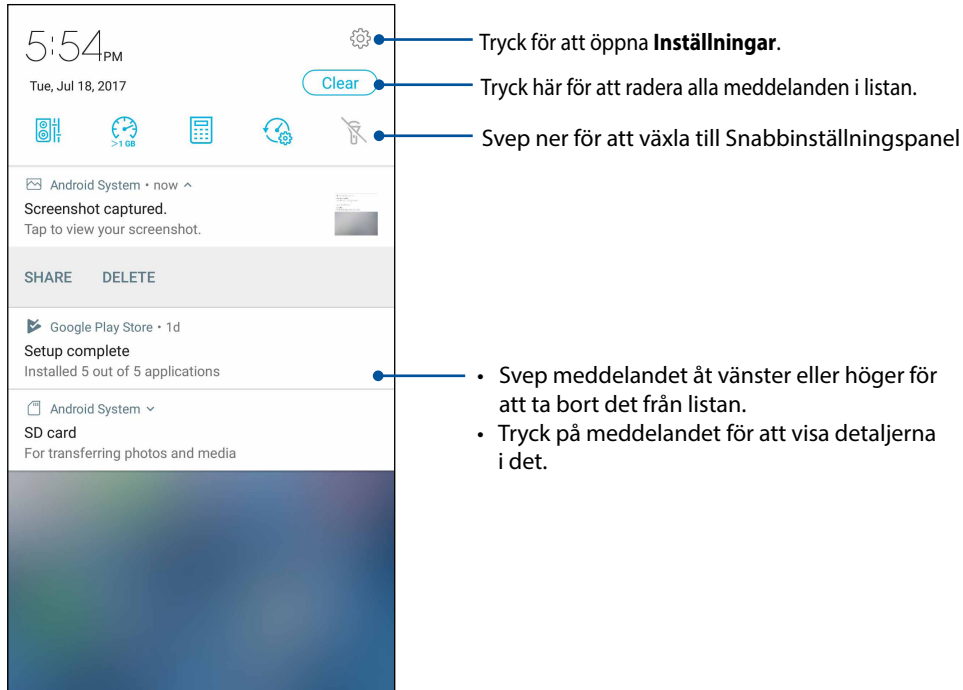 5:54 PM
Tryck för att öppna Inställningar.
Tue, Jul 18, 2017
Clear
Tryck här för att radera alla meddelanden i listan.
>1 GB
Svep ner för att växla till Snabbinställningspanel
Android System • now
Screenshot captured.
Tap to view your screenshot.
SHARE DELETE
Google Play Store • 1d
Setup complete
Installed 5 out of 5 applications
• Svep meddelandet åt vänster eller höger för
att ta bort det från listan.
• Tryck på meddelandet för att visa detaljerna
i det.
Android System
SD card
For transferring photos and media